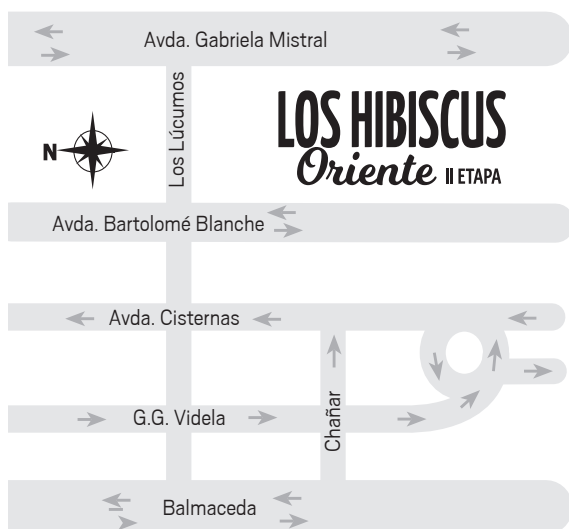 Avda. Gabriela Mistral
Los Lúcumos
LOS HIBISCUS
Oriente II ETAPA
N
Avda. Bartolomé Blanche
Avda. Cisternas
Chañar
G.G. Videla
Balmaceda